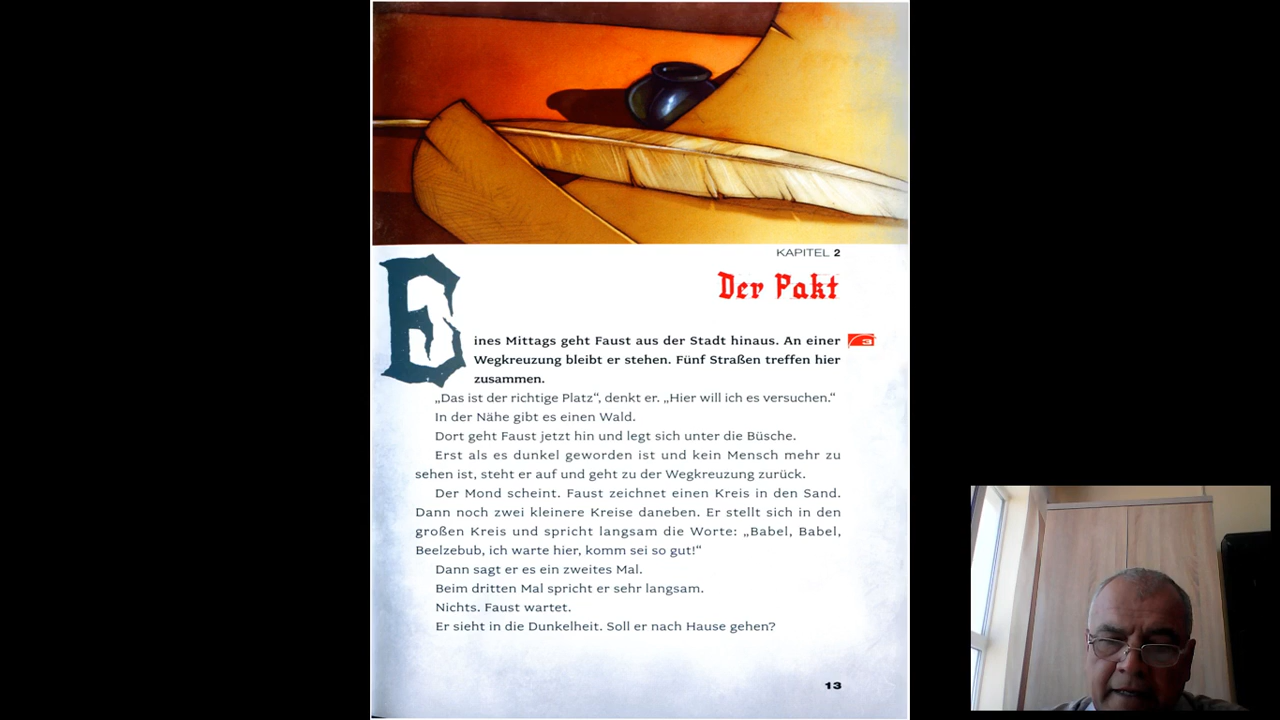 KAPITEL 2
Der Pakt
Eines Mittags geht Faust aus der Stadt hinaus. An einer
3
Wegkreuzung bleibt er stehen. Fünf Straßen treffen hier
zusammen.
„Das ist der richtige Platz“, denkt er. „Hier will ich es versuchen.“
In der Nähe gibt es einen Wald.
Dort geht Faust jetzt hin und legt sich unter die Büsche.
Erst als es dunkel geworden ist und kein Mensch mehr zu
sehen ist, steht er auf und geht zu der Wegkreuzung zurück.
Der Mond scheint. Faust zeichnet einen Kreis in den Sand.
Dann noch zwei kleinere Kreise daneben. Er stellt sich in den
großen Kreis und spricht langsam die Worte: „Babel, Babel,
Beelzebub, ich warte hier, komm sei so gut!“
Dann sagt er es ein zweites Mal.
Beim dritten Mal spricht er sehr langsam.
Nichts. Faust wartet.
Er sieht in die Dunkelheit. Soll er nach Hause gehen?
13